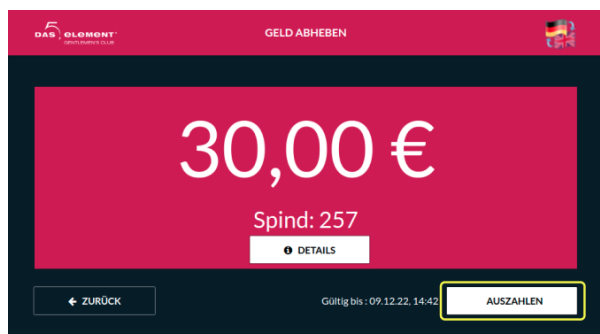 DAS 5. ELEMENT
GENTLEMEN'S CLUB
GELD ABHEBEN
30,00 €
Spind: 257
DETAILS
ZURÜCK
Gültig bis : 09.12.22, 14:42
AUSZAHLEN